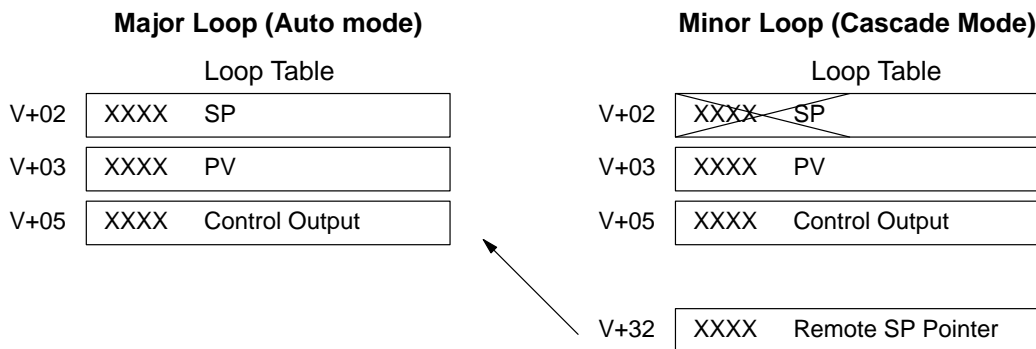 Major Loop (Auto mode)
Loop Table
V+02 XXXX SP
V+03 XXXX PV
V+05 XXXX Control Output
Minor Loop (Cascade Mode)
Loop Table
V+02 XXXX SP
V+03 XXXX PV
V+05 XXXX Control Output
V+32 XXXX Remote SP Pointer